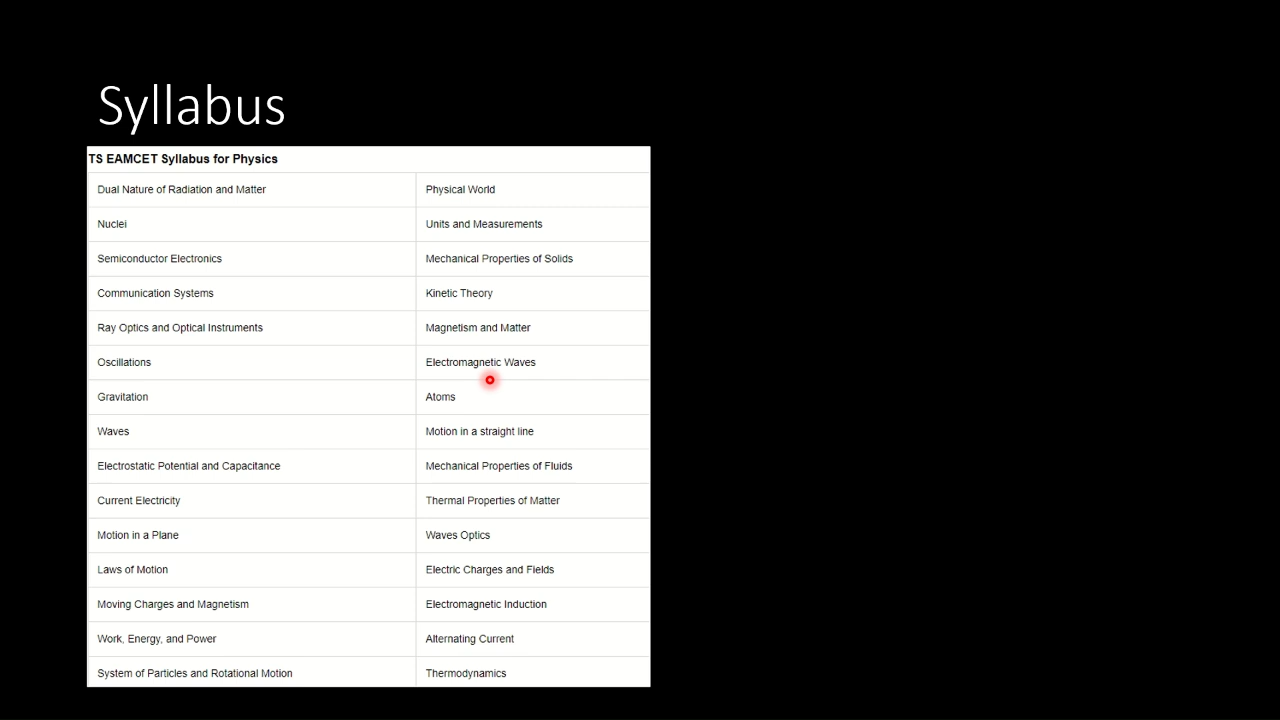 Syllabus
TS EAMCET Syllabus for Physics
Dual Nature of Radiation and Matter Physical World
Nuclei Units and Measurements
Semiconductor Electronics Mechanical Properties of Solids
Communication Systems Kinetic Theory
Ray Optics and Optical Instruments Magnetism and Matter
Oscillations Electromagnetic Waves
Gravitation Atoms
Waves Motion in a straight line
Electrostatic Potential and Capacitance Mechanical Properties of Fluids
Current Electricity Thermal Properties of Matter
Motion in a Plane Waves Optics
Laws of Motion Electric Charges and Fields
Moving Charges and Magnetism Electromagnetic Induction
Work, Energy, and Power Alternating Current
System of Particles and Rotational Motion Thermodynamics